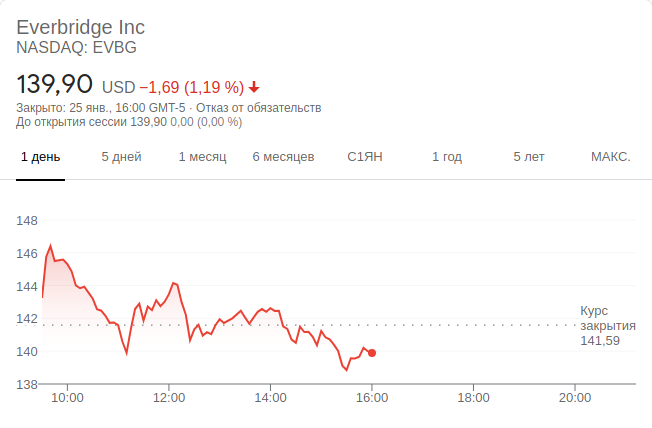 Everbridge Inc
NASDAQ: EVBG
139,90 USD −1,69 (1,19 %)
Закрыто: 25 янв., 16:00 GMT-5 · Отказ от обязательств
До открытия сессии 139,90 0,00 (0,00 %)
1 день 5 дней 1 месяц 6 месяцев С1ЯН 1 год 5 лет МАКС.
148
146
144
142
140
138
Курс
закрытия
141,59
10:00 12:00 14:00 16:00 18:00 20:00